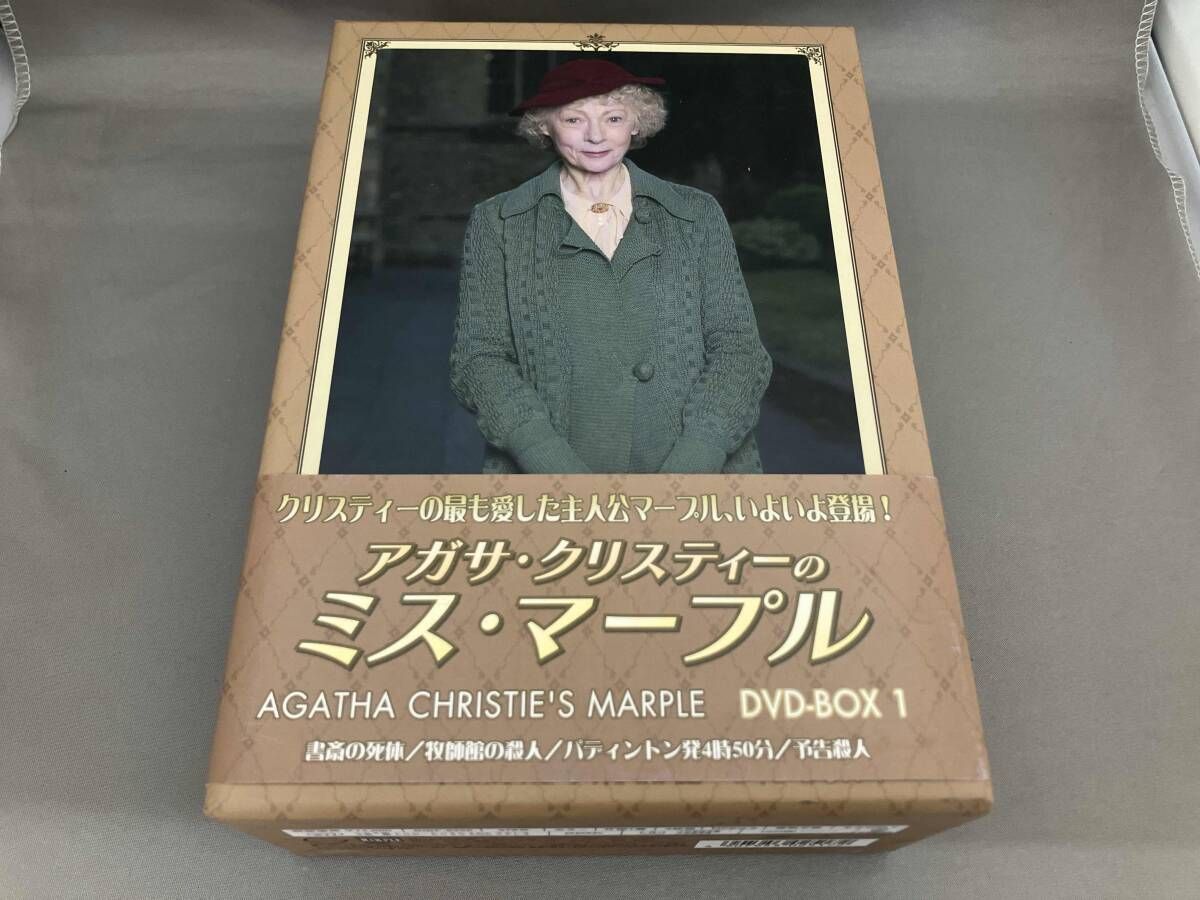 クリスティーの最も愛した主人公マープル、いよいよ登場!
アガサ・クリスティーの
ミス・マープル
AGATHA CHRISTIE'S MARPLE DVD-BOX 1
書斎の死体/牧師館の殺人/パディントン発4時50分/予告殺人